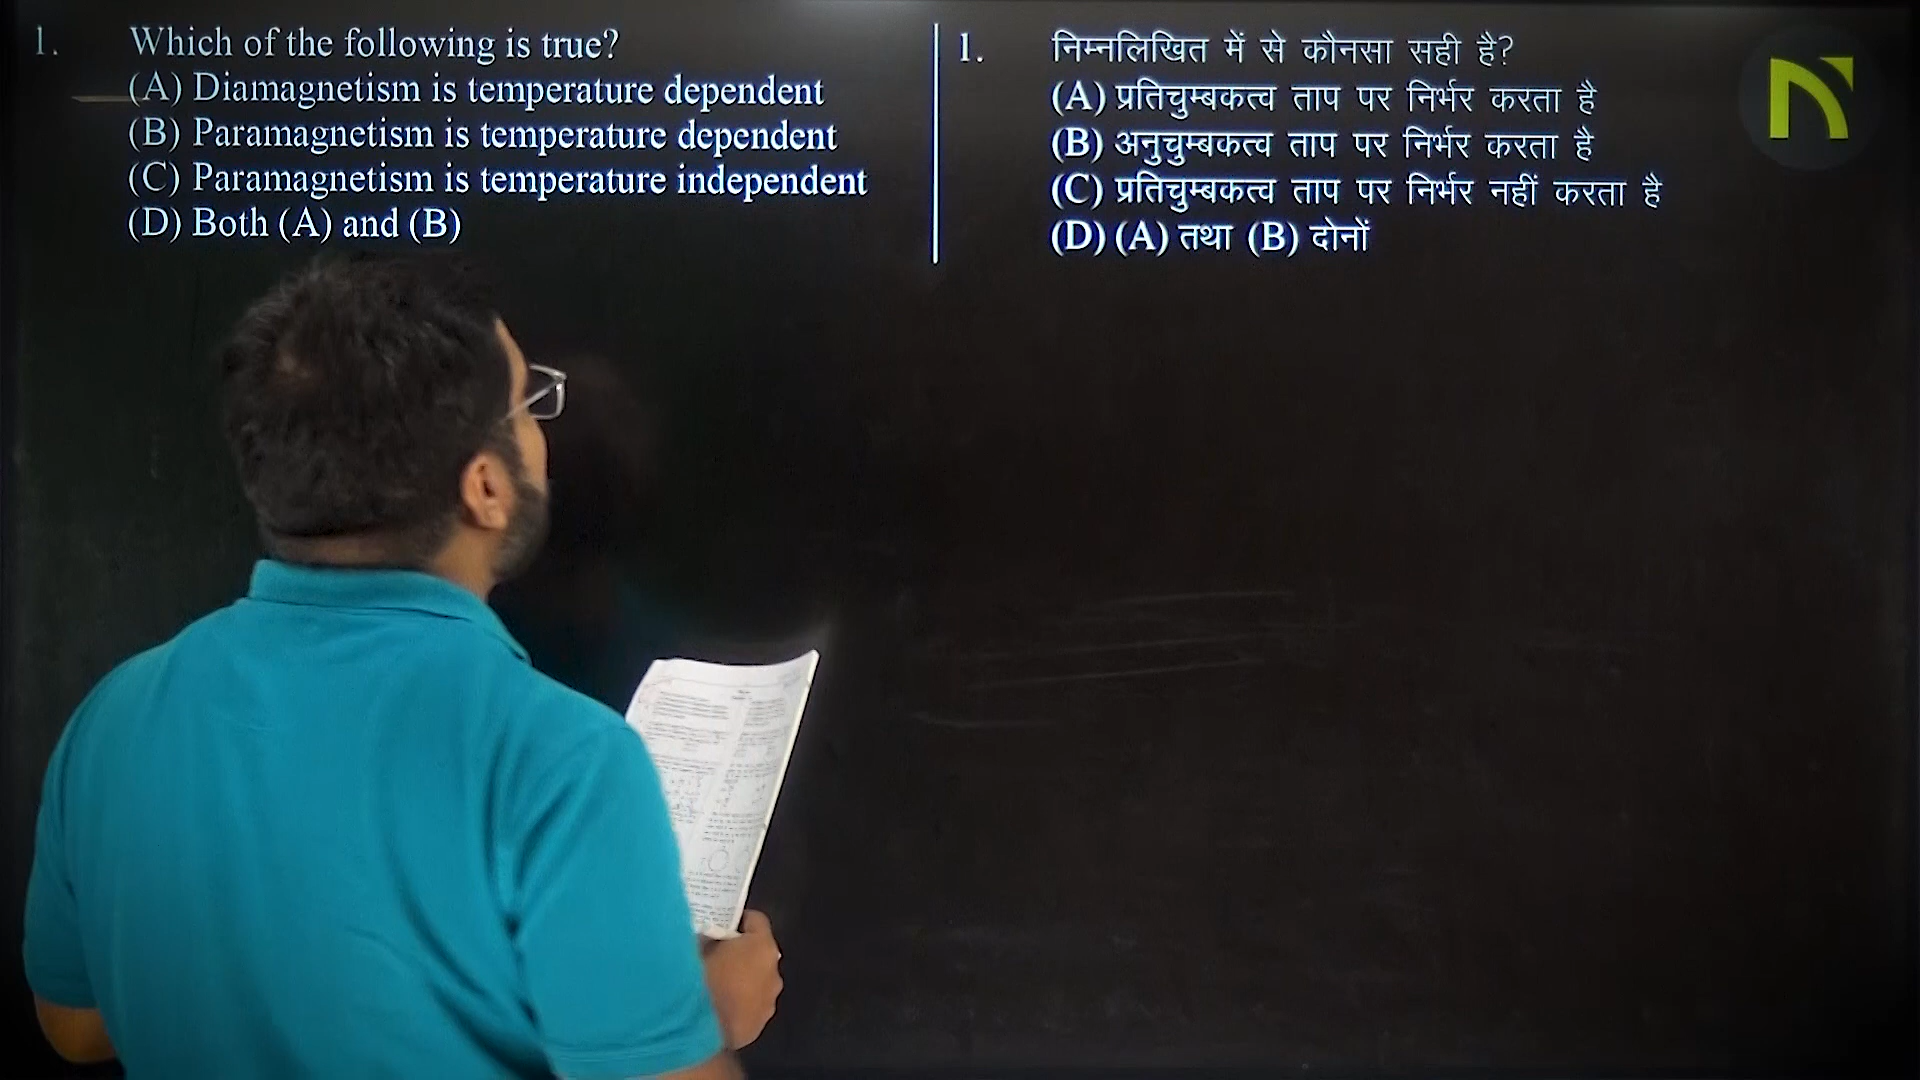 1. Which of the following is true?
(A) Diamagnetism is temperature dependent
(B) Paramagnetism is temperature dependent
(C) Paramagnetism is temperature independent
(D) Both (A) and (B)
1. निम्नलिखित में से कौनसा सही है?
(A) प्रतिचुम्बकत्व ताप पर निर्भर करता है
(B) अनुचुम्बकत्व ताप पर निर्भर करता है
(C) प्रतिचुम्बकत्व ताप पर निर्भर नहीं करता है
(D) (A) तथा (B) दोनों